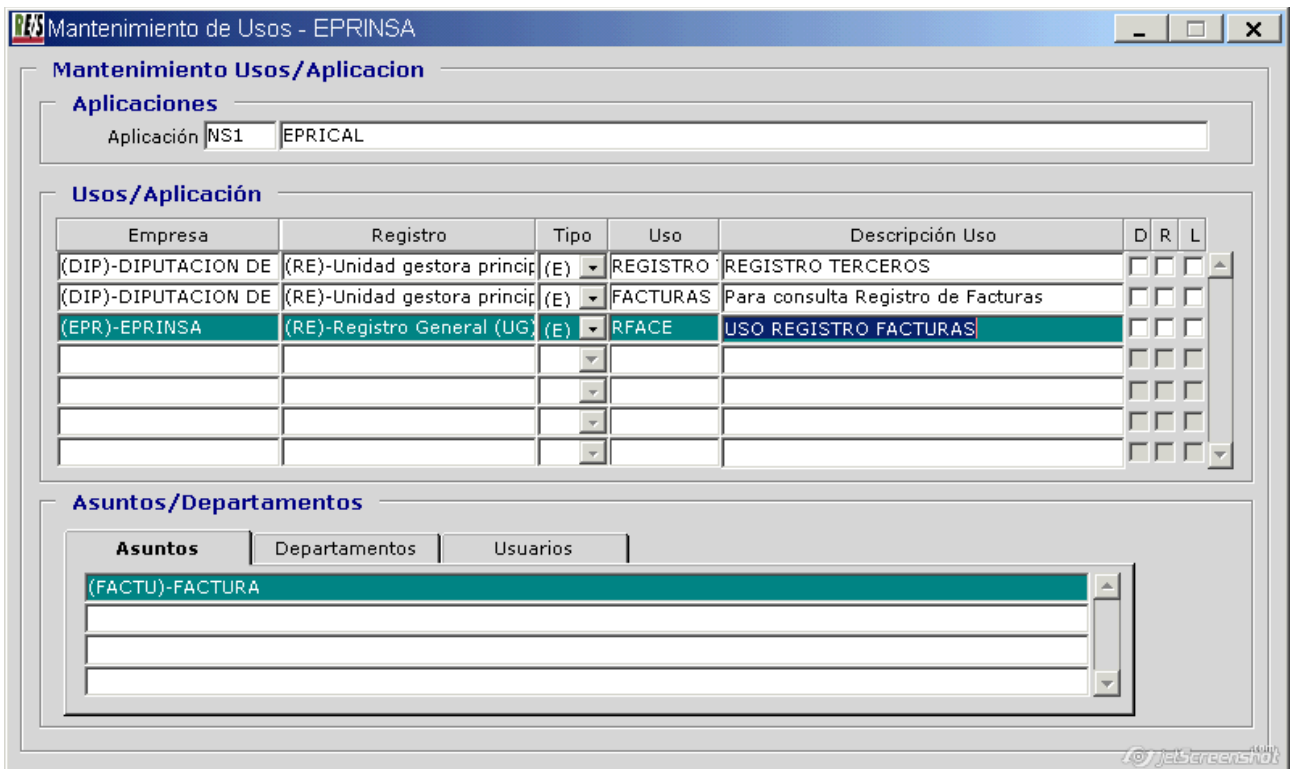 RE/S Mantenimiento de Usos - EPRINSA
Mantenimiento Usos/Aplicacion
Aplicaciones
Aplicación NS1 EPRICAL
Usos/Aplicación
Empresa Registro Tipo Uso Descripción Uso D R L
(DIP)-DIPUTACION DE (RE)-Unidad gestora princip (E) REGISTRO REGISTRO TERCEROS
(DIP)-DIPUTACION DE (RE)-Unidad gestora princip (E) FACTURAS Para consulta Registro de Facturas
(EPR)-EPRINSA (RE)-Registro General (UG) (E) RFACE USO REGISTRO FACTURAS
Asuntos/Departamentos
Asuntos Departamentos Usuarios
(FACTU)-FACTURA
jetScreenshot